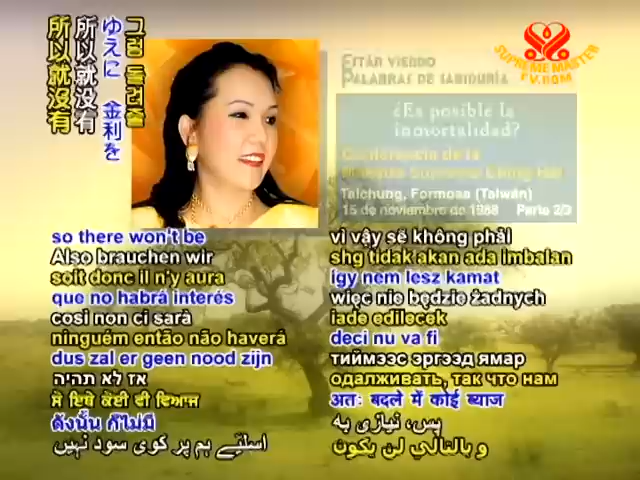 所以就沒有
所以就没有
ゆえに 金利を
그럼 돌려줄
ESTÁN VIENDO
PALABRAS DE SABIDURÍA
SUPREME MASTER
TV.COM
¿Es posible la
inmortalidad?
Conferencia de la
Maestra Suprema Ching Hai
Taichung, Formosa (Taiwán)
15 de noviembre de 1988 Parte 2/3
so there won't be
Also brauchen wir
soit donc il n'y aura
que no habrá interés
così non ci sarà
ninguém então não haverá
dus zal er geen nood zijn
אז לא תהיה
ਸੋ ਇਥੇ ਕੋਈ ਵੀ ਵਿਆਜ
ดังนั้น ก็ไม่มี
اسلیے ہم پر کوی سود نہیں
vì vậy sẽ không phải
shg tidak akan ada imbalan
így nem lesz kamat
więc nie będzie żadnych
iade edilecek
deci nu va fi
тиймээс эргээд ямар
одалживать, так что нам
अतः बदले में कोई ब्याज
پس، نیازی به
و بالتالي لن يكون